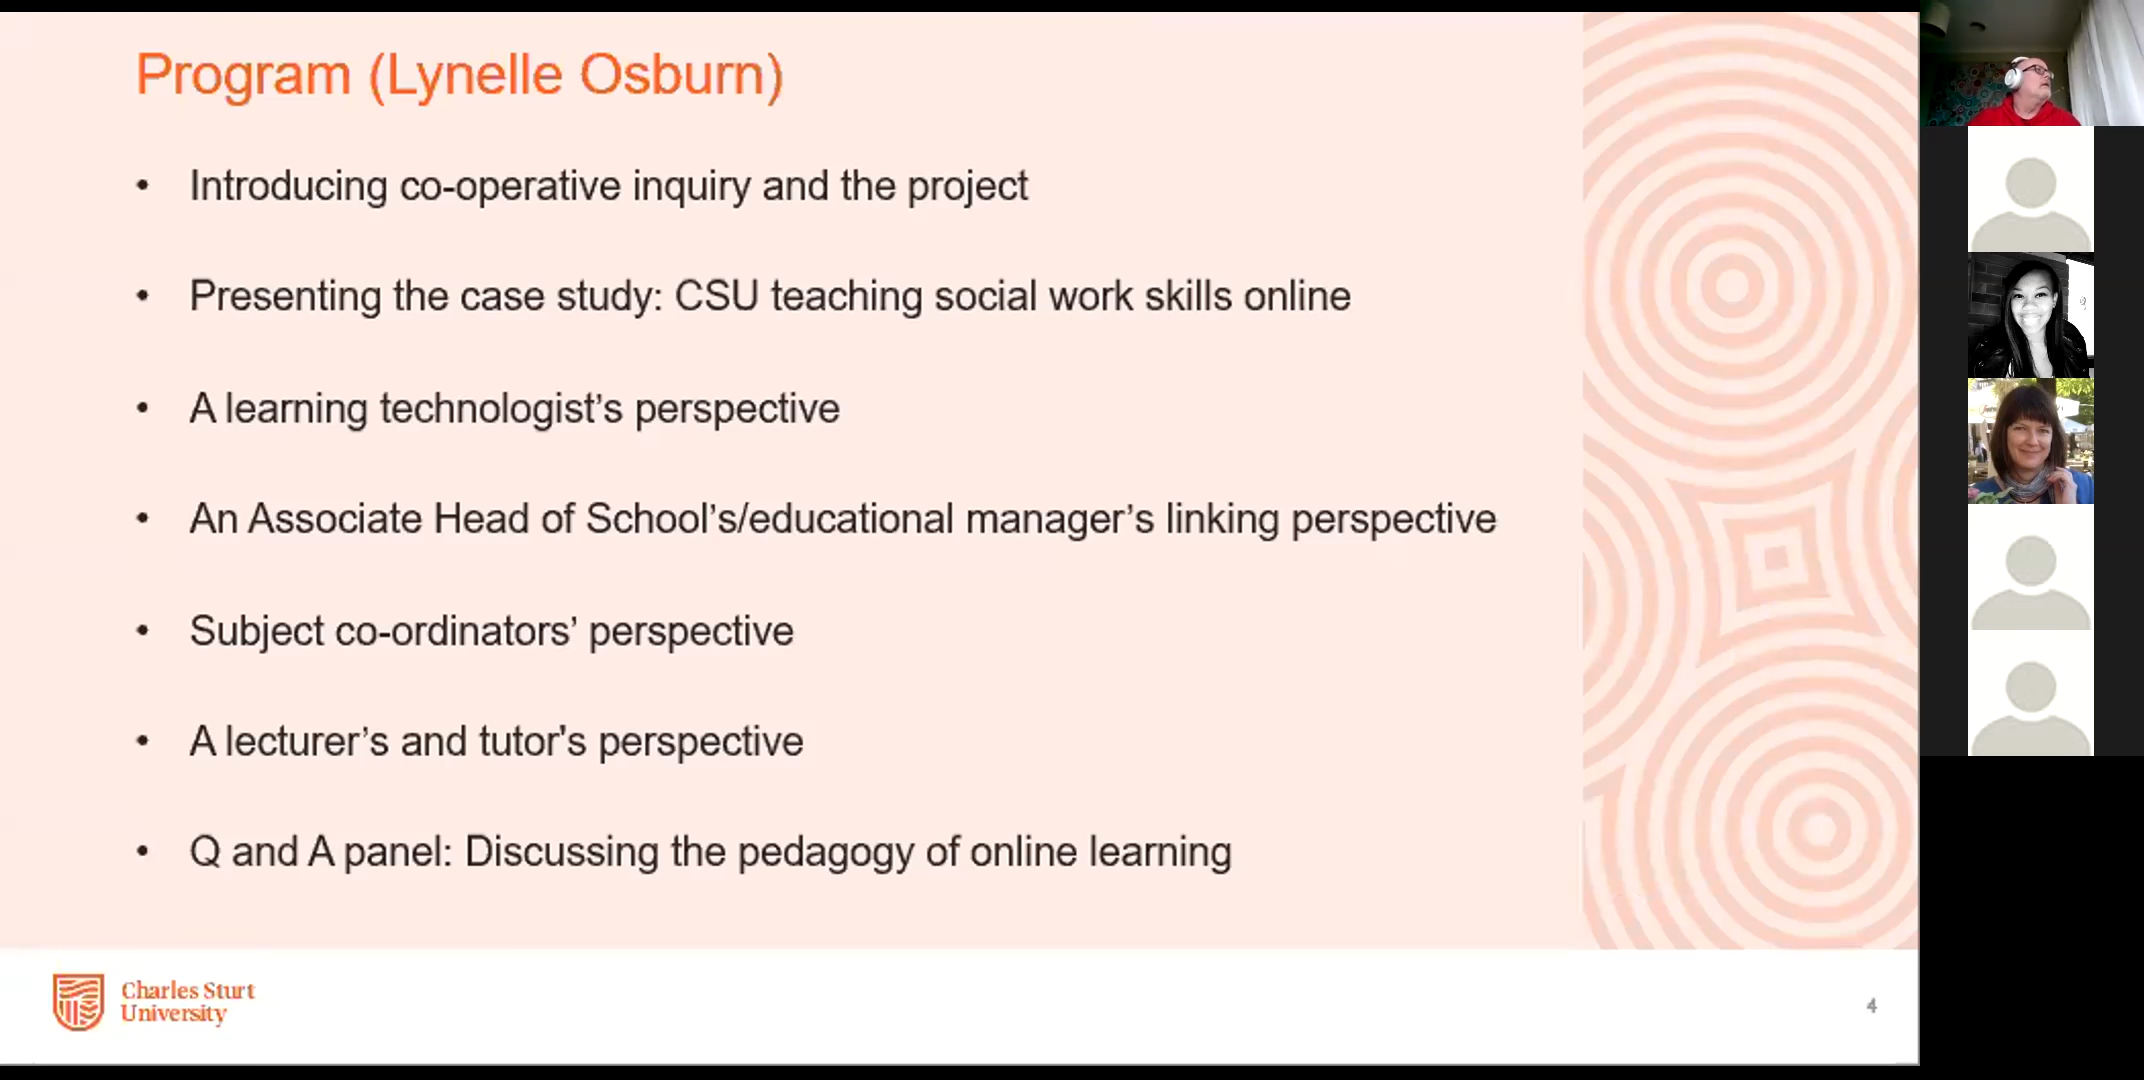 Program (Lynelle Osburn)
• Introducing co-operative inquiry and the project
• Presenting the case study: CSU teaching social work skills online
• A learning technologist’s perspective
• An Associate Head of School’s/educational manager’s linking perspective
• Subject co-ordinators’ perspective
• A lecturer’s and tutor's perspective
• Q and A panel: Discussing the pedagogy of online learning
Charles Sturt
University
4